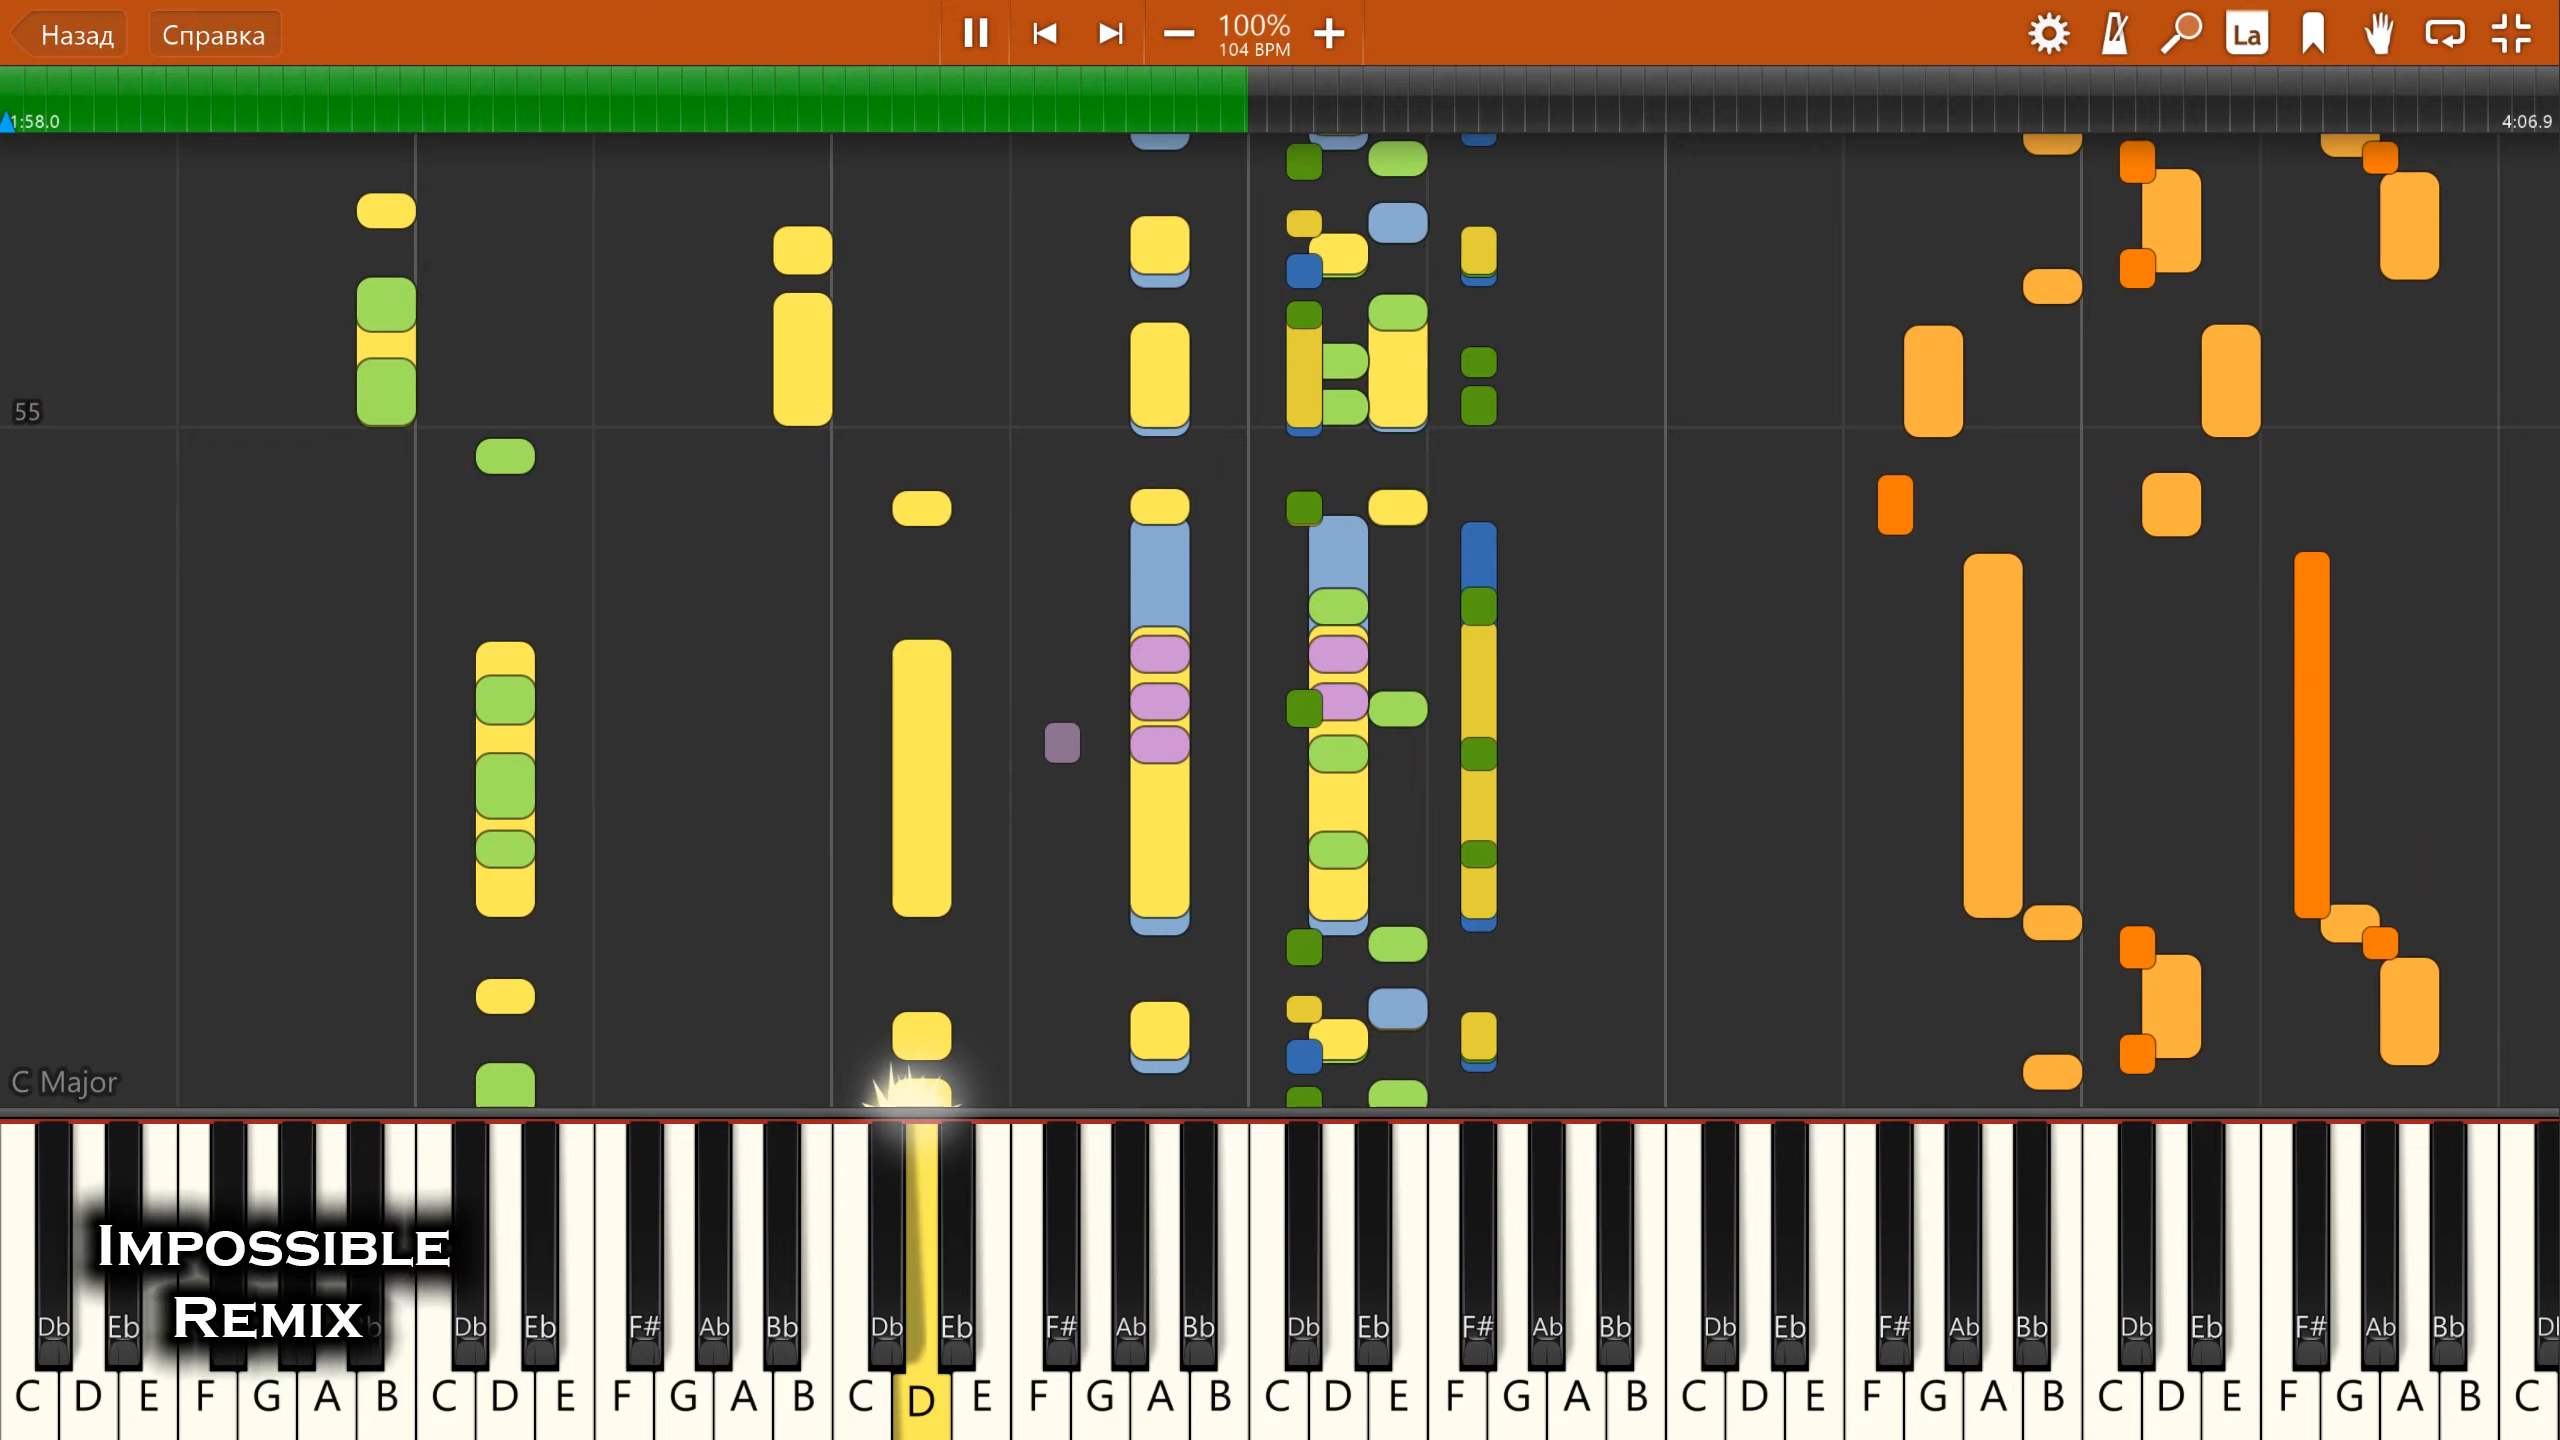 Назад Справка 100% La
104 BPM
1:58.0 4:06.9
55
C Major
Impossible
Remix
Db Eb Db Eb F# Ab Bb Db Eb F# Ab Bb Db Eb F# Ab Bb Db Eb F# Ab Bb Db Eb F# Ab Bb
C D E F G A B C D E F G A B C D E F G A B C D E F G A B C D E F G A B C D E F G A B C